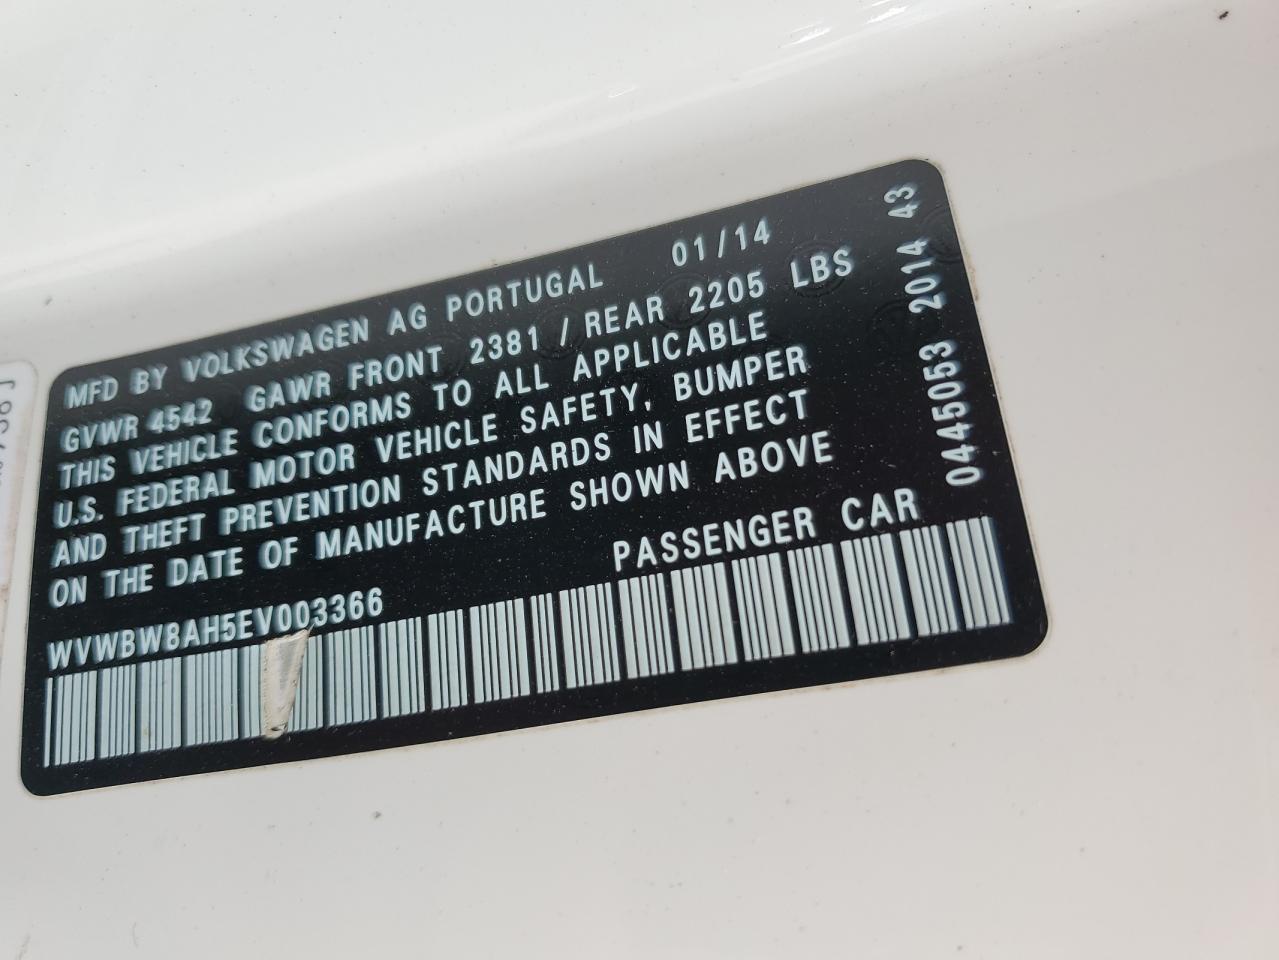 MFD BY VOLKSWAGEN AG PORTUGAL 01/14
GVWR 4542 GAWR FRONT 2381 / REAR 2205 LBS
THIS VEHICLE CONFORMS TO ALL APPLICABLE
U.S. FEDERAL MOTOR VEHICLE SAFETY, BUMPER
AND THEFT PREVENTION STANDARDS IN EFFECT
ON THE DATE OF MANUFACTURE SHOWN ABOVE
PASSENGER CAR
WVWBW8AH5EV003366
0445053 2014 43